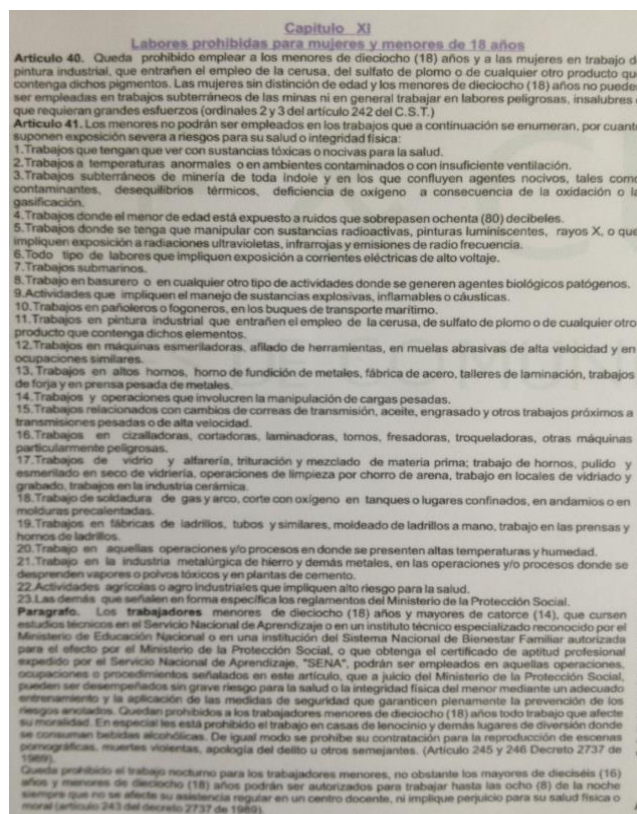 Capitulo XI
Labores prohibidas para mujeres y menores de 18 años
Artículo 40. Queda prohibido emplear a los menores de dieciocho (18) años y a las mujeres en trabajo d
pintura industrial, que entrañen el empleo de la cerusa, del sulfato de plomo o de cualquier otro producto qu
contenga dichos pigmentos. Las mujeres sin distinción de edad y los menores de dieciocho (18) años no puede
ser empleadas en trabajos subterráneos de las minas ni en general trabajar en labores peligrosas, insalubres
que requieran grandes esfuerzos (ordinales 2 y 3 del artículo 242 del C.S.T.)
Artículo 41. Los menores no podrán ser empleados en los trabajos que a continuación se enumeran, por cuant
suponen exposición severa a riesgos para su salud o integridad física:
1.Trabajos que tengan que ver con sustancias tóxicas o nocivas para la salud.
2.Trabajos a temperaturas anormales o en ambientes contaminados o con insuficiente ventilación.
3.Trabajos subterráneos de minería de toda índole y en los que confluyen agentes nocivos, tales como
contaminantes, desequilibrios térmicos, deficiencia de oxígeno a consecuencia de la oxidación o la
gasificación.
4.Trabajos donde el menor de edad está expuesto a ruidos que sobrepasen ochenta (80) decibeles.
5.Trabajos donde se tenga que manipular con sustancias radioactivas, pinturas luminiscentes, rayos X, o que
impliquen exposición a radiaciones ultravioletas, infrarrojas y emisiones de radio frecuencia.
6.Todo tipo de labores que impliquen exposición a corrientes eléctricas de alto voltaje.
7.Trabajos submarinos.
8.Trabajo en basurero o en cualquier otro tipo de actividades donde se generen agentes biológicos patógenos.
9.Actividades que impliquen el manejo de sustancias explosivas, inflamables o cáusticas.
10.Trabajos en pañoleros o fogoneros, en los buques de transporte marítimo.
11.Trabajos en pintura industrial que entrañen el empleo de la cerusa, de sulfato de plomo o de cualquier otro
producto que contenga dichos elementos.
12.Trabajos en máquinas esmeriladoras, afilado de herramientas, en muelas abrasivas de alta velocidad y en
ocupaciones similares.
13, Trabajos en altos hornos, horno de fundición de metales, fábrica de acero, talleres de laminación, trabajos
de forja y en prensa pesada de metales.
14.Trabajos y operaciones que involucren la manipulación de cargas pesadas.
15.Trabajos relacionados con cambios de correas de transmisión, aceite, engrasado y otros trabajos próximos a
transmisiones pesadas o de alta velocidad.
16.Trabajos en cizalladoras, cortadoras, laminadoras, tornos, fresadoras, troqueladoras, otras máquinas
particularmente peligrosas.
17.Trabajos de vidrio y alfarería, trituración y mezclado de materia prima; trabajo de hornos, pulido y
esmerilado en seco de vidriería, operaciones de limpieza por chorro de arena, trabajo en locales de vidriado y
grabado, trabajos en la industria cerámica.
18.Trabajo de soldadura de gas y arco, corte con oxígeno en tanques o lugares confinados, en andamios o en
molduras precalentadas.
19.Trabajos en fábricas de ladrillos, tubos y similares, moldeado de ladrillos a mano, trabajo en las prensas y
hornos de ladrillos.
20.Trabajo en aquellas operaciones y/o procesos en donde se presenten altas temperaturas y humedad.
21.Trabajo en la industria metalúrgica de hierro y demás metales, en las operaciones y/o procesos donde se
desprenden vapores o polvos tóxicos y en plantas de cemento.
22.Actividades agrícolas o agro industriales que impliquen alto riesgo para la salud.
23.Las demás que señalen en forma específica los reglamentos del Ministerio de la Protección Social.
Paragrafo. Los trabajadores menores de dieciocho (18) años y mayores de catorce (14), que cursen
estudios técnicos en el Servicio Nacional de Aprendizaje o en un instituto técnico especializado reconocido por el
Ministerio de Educación Nacional o en una institución del Sistema Nacional de Bienestar Familiar autorizada
para el efecto por el Ministerio de la Protección Social, o que obtenga el certificado de aptitud profesional
expedido por el Servicio Nacional de Aprendizaje, "SENA", podrán ser empleados en aquellas operaciones,
ocupaciones o procedimientos señalados en este artículo, que a juicio del Ministerio de la Protección Social,
pueden ser desempeñados sin grave riesgo para la salud o la integridad física del menor mediante un adecuado
entrenamiento y la aplicación de las medidas de seguridad que garanticen plenamente la prevención de los
riesgos anotados. Quedan prohibidos a los trabajadores menores de dieciocho (18) años todo trabajo que afecte
su moralidad. En especial les está prohibido el trabajo en casas de lenocinio y demás lugares de diversión donde
se consuman bebidas alcohólicas. De igual modo se prohíbe su contratación para la reproducción de escenas
pornográficas, muertes violentas, apología del delito u otros semejantes. (Artículo 245 y 246 Decreto 2737 de
1989).
Queda prohibido el trabajo nocturno para los trabajadores menores, no obstante los mayores de dieciséis (16)
años y menores de dieciocho (18) años podrán ser autorizados para trabajar hasta las ocho (8) de la noche
siempre que no se afecte su asistencia regular en un centro docente, ni implique perjuicio para su salud física o
moral (artículo 243 del decreto 2737 de 1989).